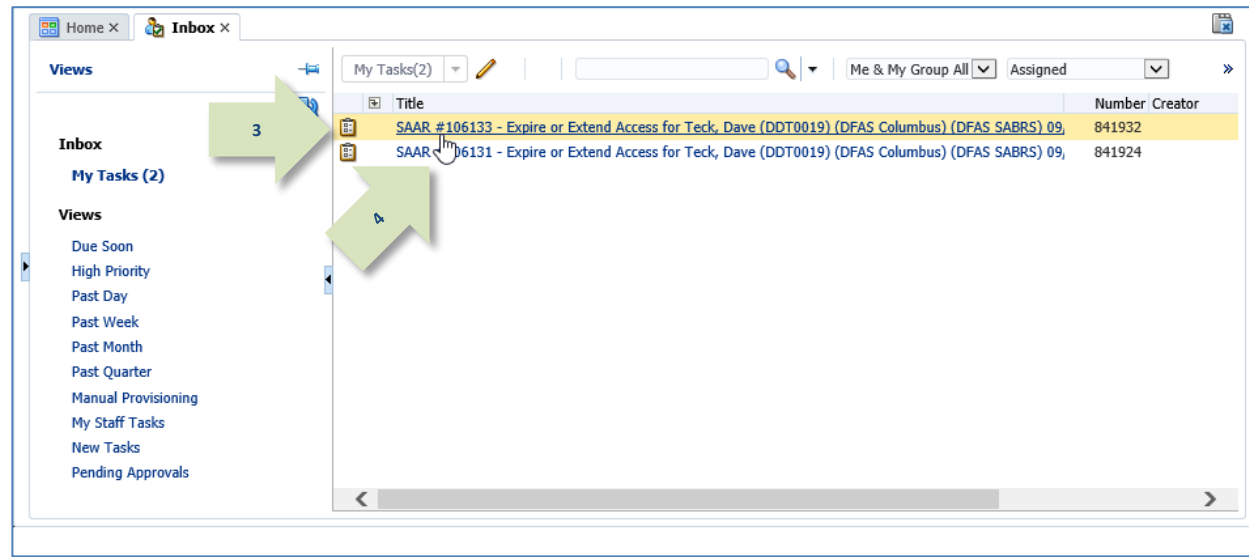 Home × Inbox ×
Views
My Tasks(2) Me & My Group All Assigned »
Title Number Creator
3
SAAR #106133 - Expire or Extend Access for Teck, Dave (DDT0019) (DFAS Columbus) (DFAS SABRS) 09, 841932
Inbox
SAAR 06131 - Expire or Extend Access for Teck, Dave (DDT0019) (DFAS Columbus) (DFAS SABRS) 09, 841924
My Tasks (2)
4
Views
Due Soon
High Priority
Past Day
Past Week
Past Month
Past Quarter
Manual Provisioning
My Staff Tasks
New Tasks
Pending Approvals